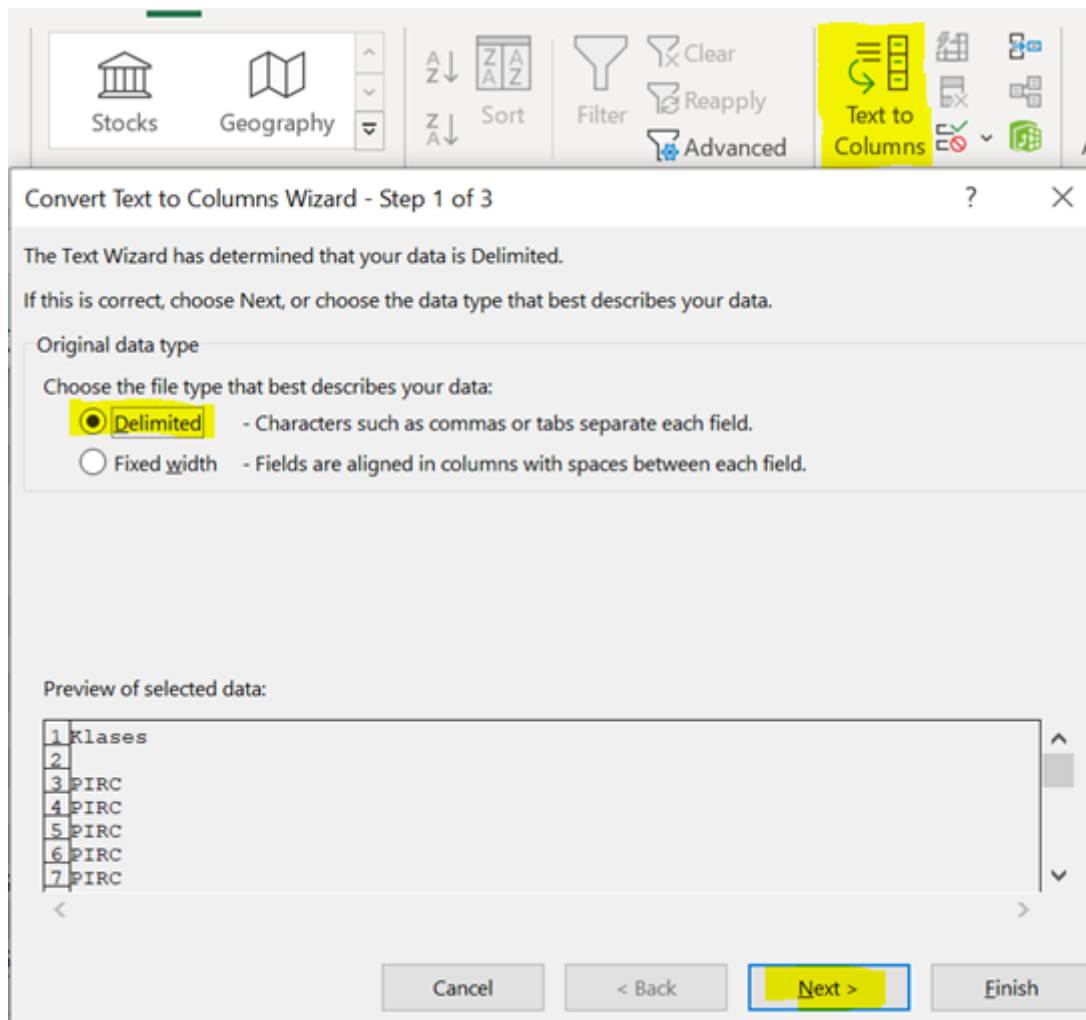 Stocks Geography
A Z
Z A
Z A A Z
Sort
Filter
Clear
Reapply
Advanced
Text to
Columns
Convert Text to Columns Wizard - Step 1 of 3 ?
The Text Wizard has determined that your data is Delimited.
If this is correct, choose Next, or choose the data type that best describes your data.
Original data type
Choose the file type that best describes your data:
Delimited - Characters such as commas or tabs separate each field.
Fixed width - Fields are aligned in columns with spaces between each field.
Preview of selected data:
1 Klases
2
3 PIRC
4 PIRC
5 PIRC
6 PIRC
7 PIRC
Cancel < Back Next > Finish